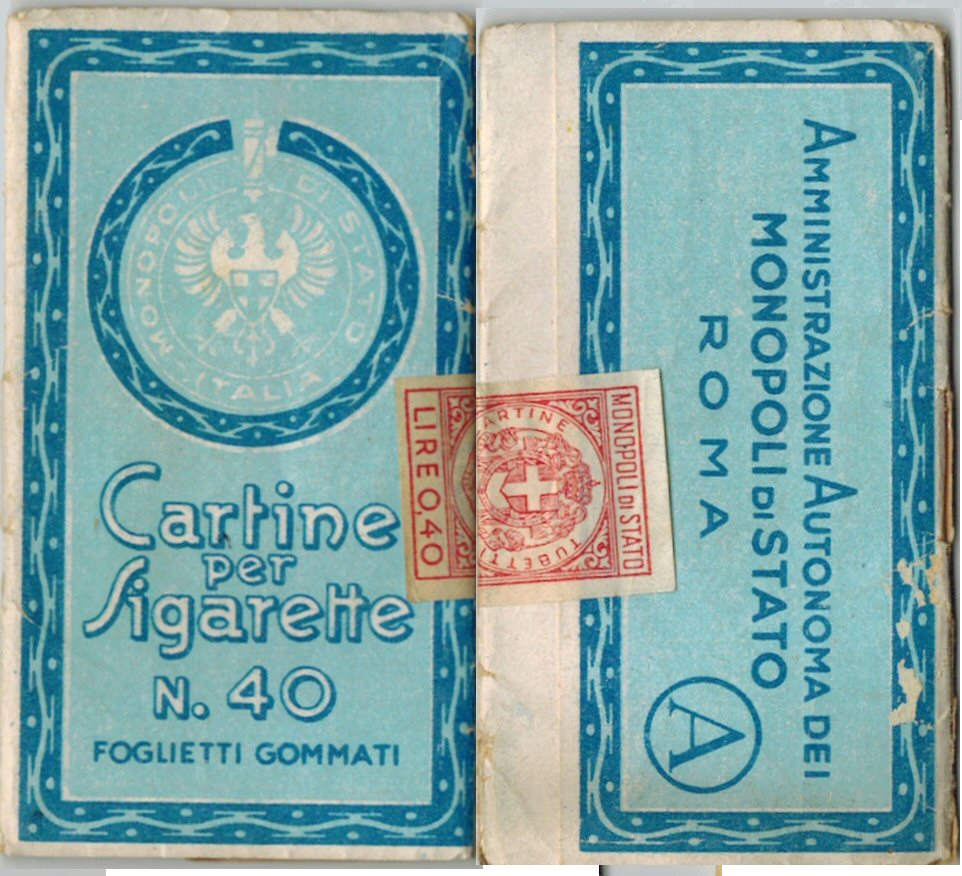 MONOPOLI DI STATO
· ITALIA ·
Cartine
per
Sigarette
N. 40
FOGLIETTI GOMMATI
LIRE 0,40
CARTINE
TUBETTI
MONOPOLI DI STATO
AMMINISTRAZIONE AUTONOMA DEI
MONOPOLI DI STATO
ROMA
A